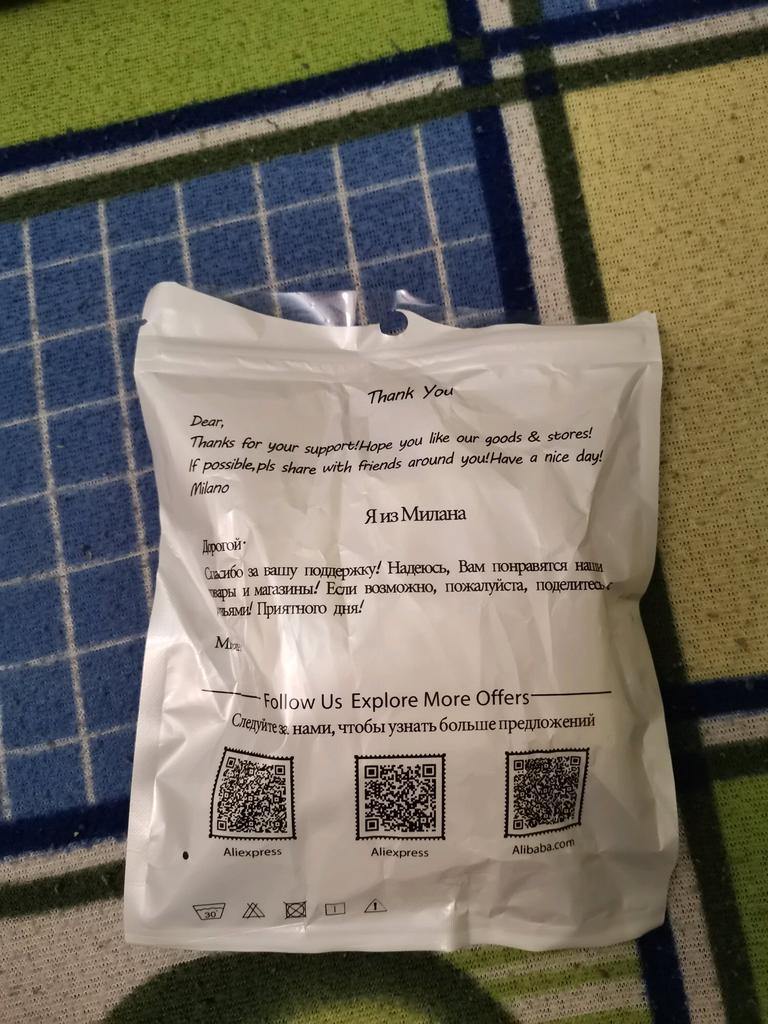 Thank You
Dear,
Thanks for your support!Hope you like our goods & stores!
If possible,pls share with friends around you!Have a nice day!
Milano
Я из Милана
Дорогой·
Спасибо за вашу поддержку! Надеюсь, Вам понравятся наши
и магазины! Если возможно, пожалуйста, поделитесь с
Приятного дня!
Follow Us Explore More Offers
Следуйте за нами, чтобы узнать больше предложений
Aliexpress Aliexpress Alibaba.com
30